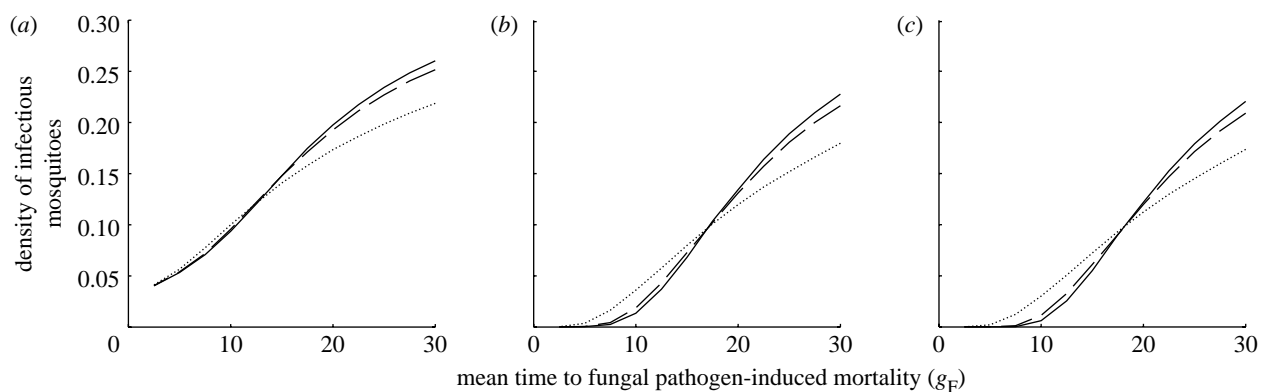 (a)
(b)
(c)
0.30
0.25
0.20
0.15
0.10
0.05
0 10 20 30
0 10 20 30
0 10 20 30
density of infectious
mosquitoes
mean time to fungal pathogen-induced mortality (gF)